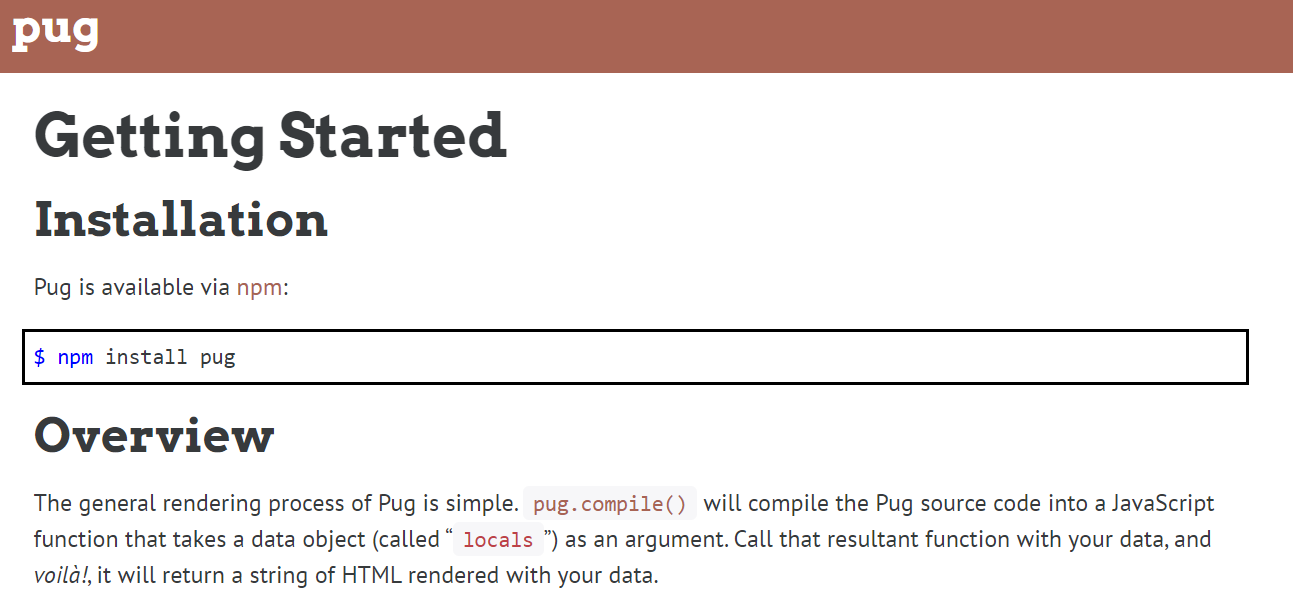 pug
Getting Started
Installation
Pug is available via npm:
$ npm install pug
Overview
The general rendering process of Pug is simple. pug.compile() will compile the Pug source code into a JavaScript
function that takes a data object (called “locals”) as an argument. Call that resultant function with your data, and
voilà!, it will return a string of HTML rendered with your data.